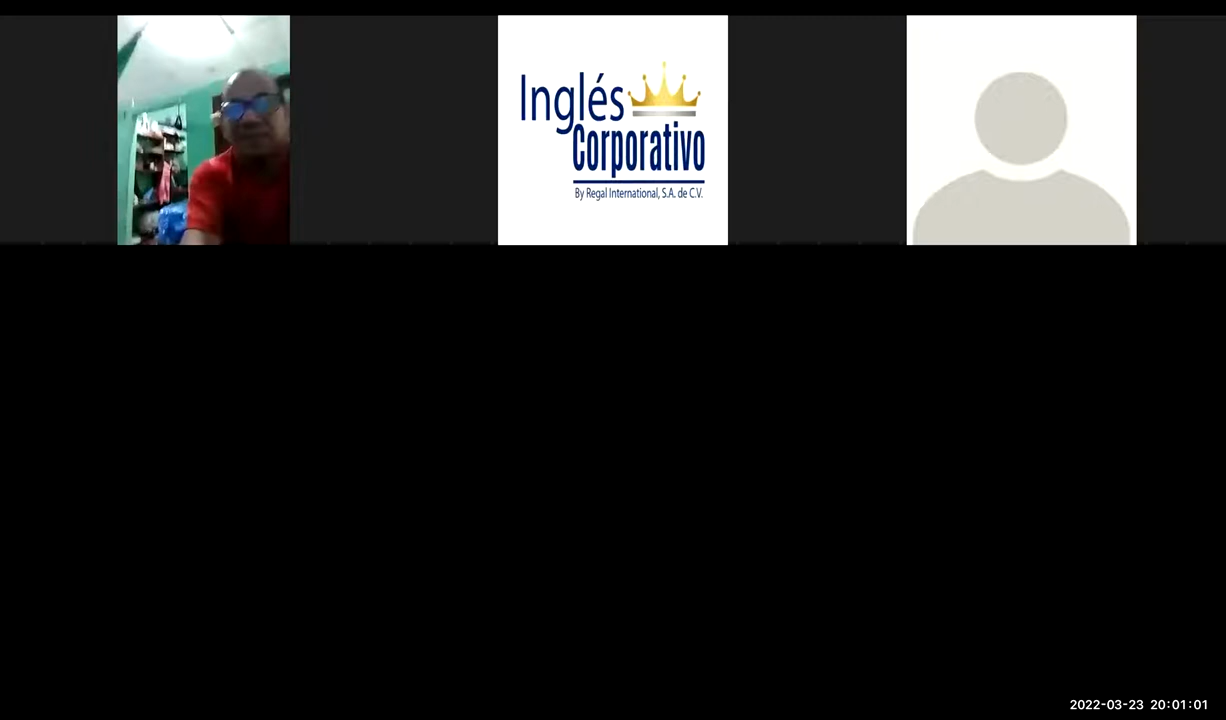 Inglés
Corporativo
By Regal International, S.A. de C.V.
2022-03-23 20:01:01